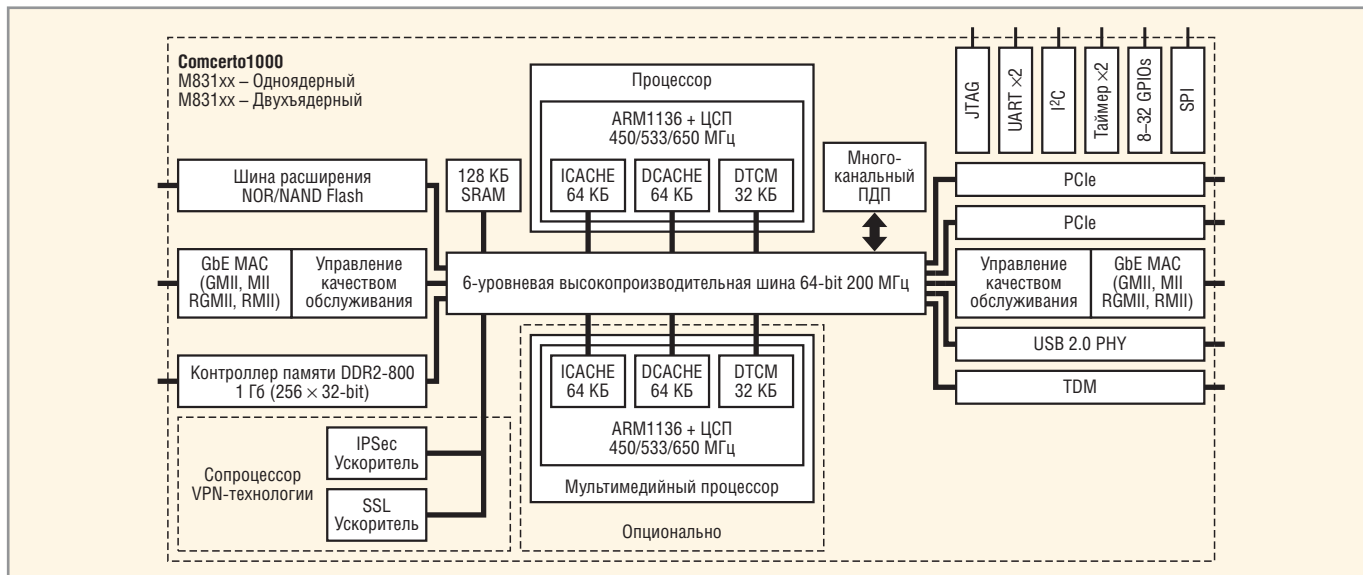 Comcerto1000
M831xx – Одноядерный
M831xx – Двухъядерный
Процессор
ARM1136 + ЦСП
450/533/650 МГц
ICACHE
64 КБ
DCACHE
64 КБ
DTCM
32 КБ
JTAG
UART ×2
I²C
Таймер ×2
8–32 GPIOs
SPI
Шина расширения
NOR/NAND Flash
128 КБ
SRAM
Много-
канальный
ПДП
PCIe
PCIe
GbE MAC
(GMII, MII
RGMII, RMII)
Управление
качеством
обслуживания
6-уровневая высокопроизводительная шина 64-bit 200 МГц
Управление
качеством
обслуживания
GbE MAC
(GMII, MII
RGMII, RMII)
USB 2.0 PHY
TDM
Контроллер памяти DDR2-800
1 Гб (256 × 32-bit)
ICACHE
64 КБ
DCACHE
64 КБ
DTCM
32 КБ
ARM1136 + ЦСП
450/533/650 МГц
Мультимедийный процессор
Опционально
Сопроцессор
VPN-технологии
IPSec
Ускоритель
SSL
Ускоритель